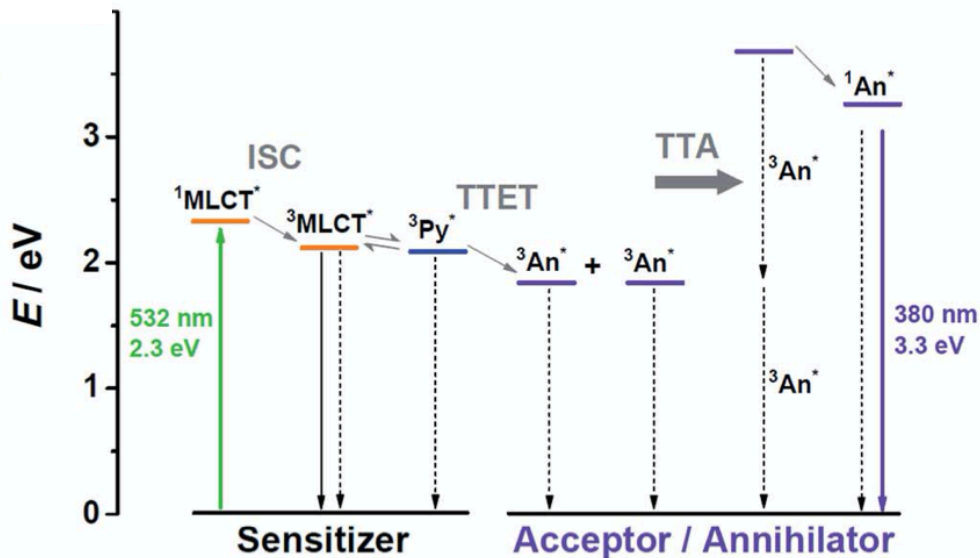 E / eV
3
2
1
0
ISC
¹MLCT*
³MLCT*
³Py*
TTET
³An* + ³An*
TTA
³An*
³An*
¹An*
532 nm
2.3 eV
380 nm
3.3 eV
Sensitizer
Acceptor / Annihilator